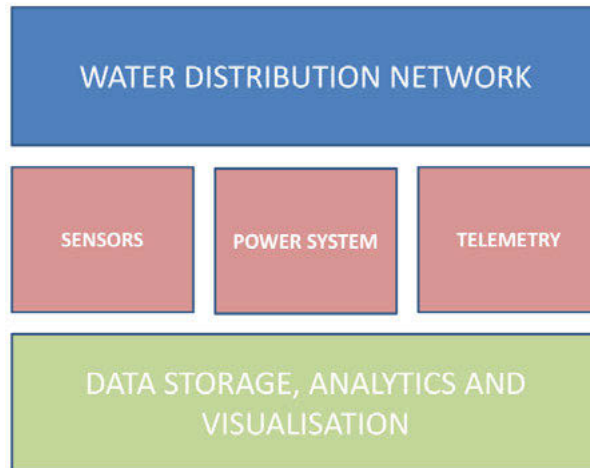 WATER DISTRIBUTION NETWORK
SENSORS
POWER SYSTEM
TELEMETRY
DATA STORAGE, ANALYTICS AND
VISUALISATION